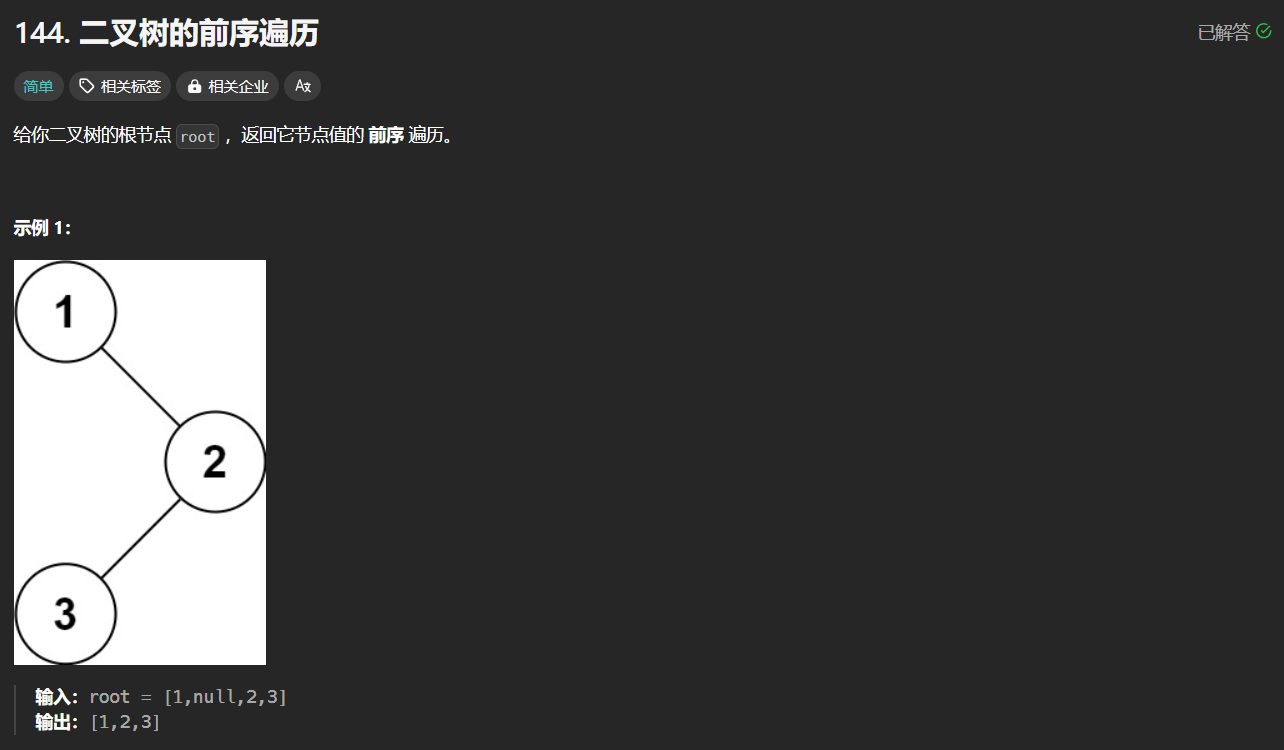 144. 二叉树的前序遍历
已解答
简单 相关标签 相关企业 Aあ
给你二叉树的根节点 root ，返回它节点值的 前序 遍历。
示例 1：
1
2
3
输入：root = [1,null,2,3]
输出：[1,2,3]